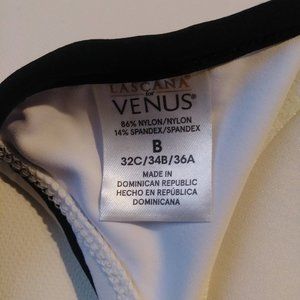 LASCANA
for
VENUS®
86% NYLON/NYLON
14% SPANDEX/SPANDEX
B
32C/34B/36A
MADE IN
DOMINICAN REPUBLIC
HECHO EN REPÚBLICA
DOMINICANA